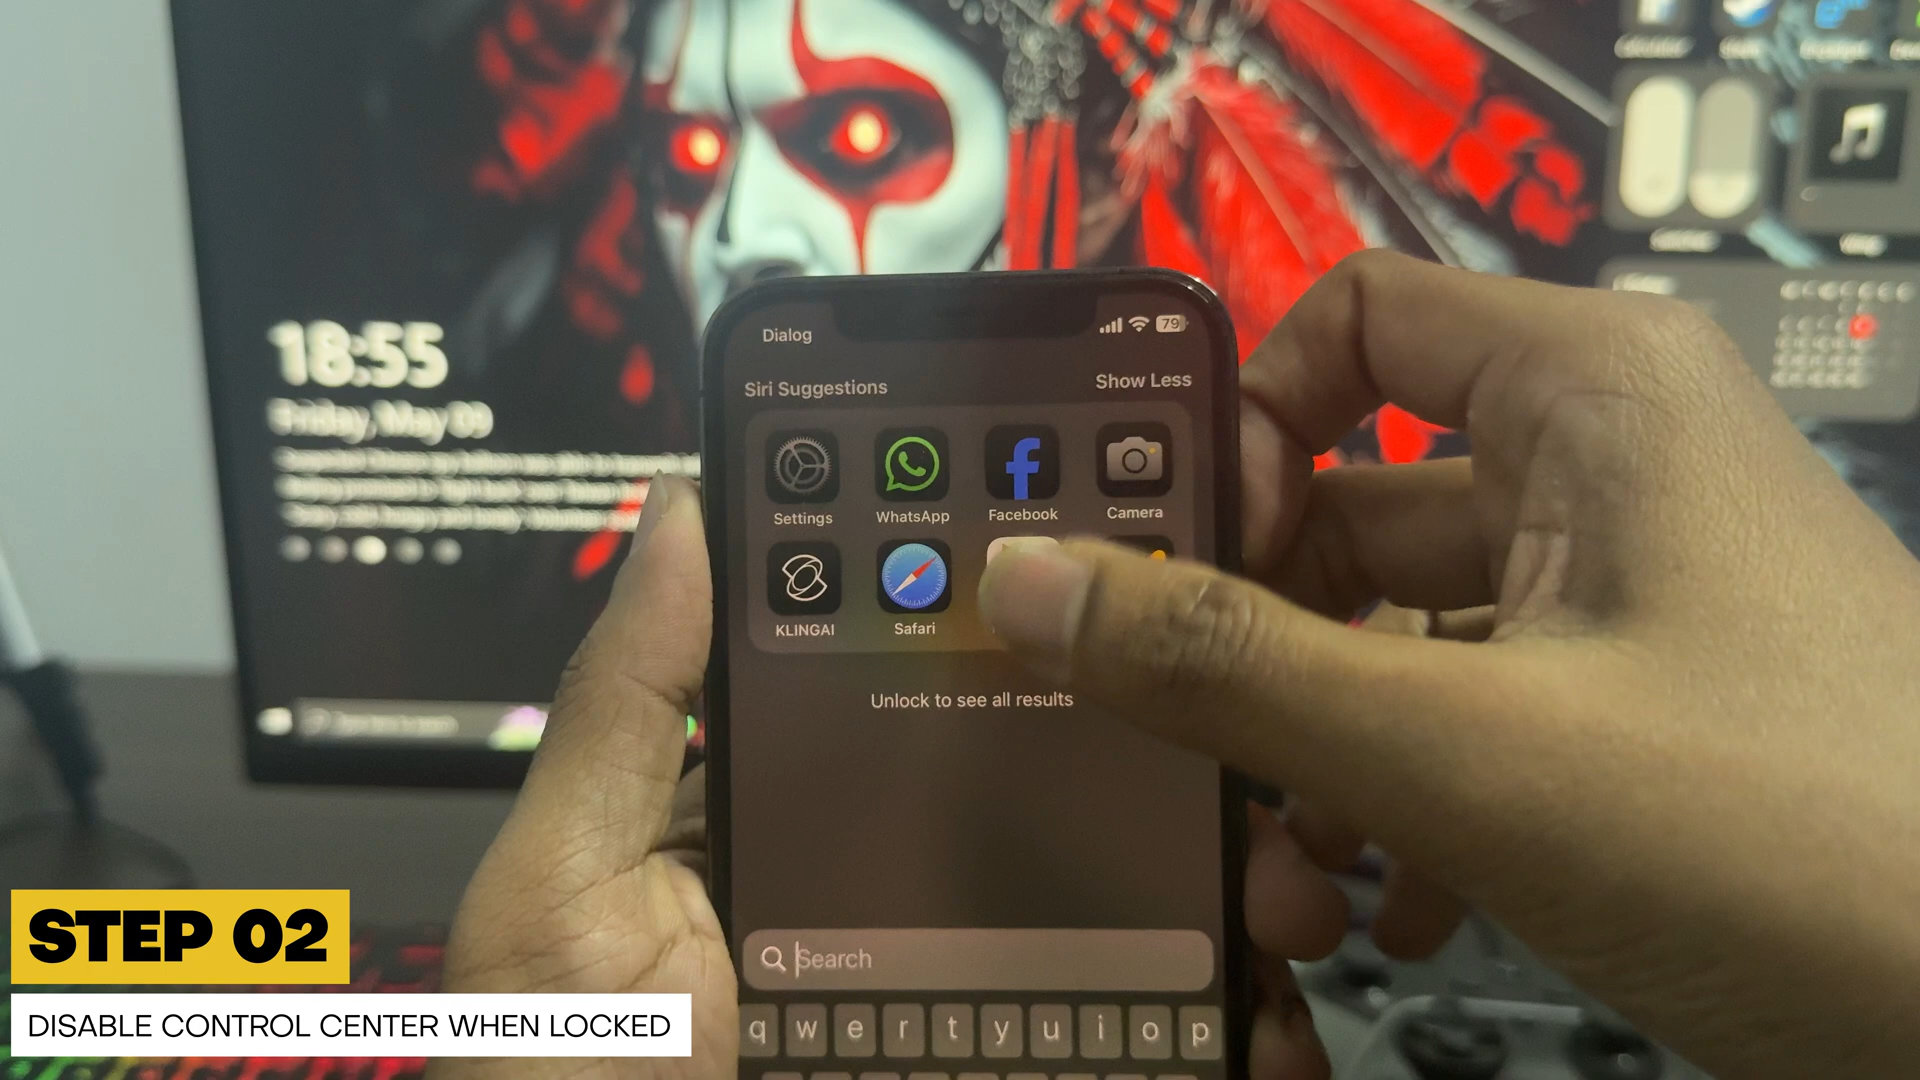 18:55
Friday, May 09
Dialog
79
Siri Suggestions
Show Less
Settings
WhatsApp
Facebook
Camera
KLINGAI
Safari
Unlock to see all results
Search
q w e r t y u i o p
STEP 02
DISABLE CONTROL CENTER WHEN LOCKED